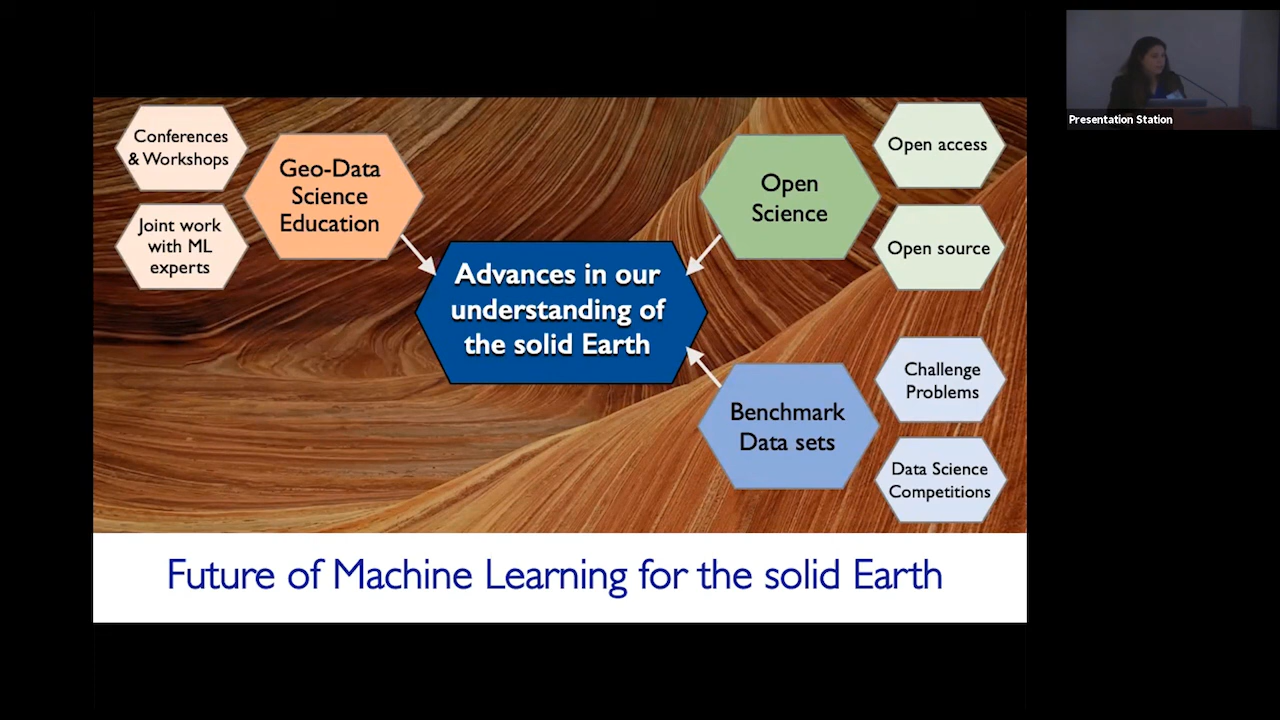 Conferences
& Workshops
Joint work
with ML
experts
Geo-Data
Science
Education
Open
Science
Open access
Open source
Advances in our
understanding of
the solid Earth
Benchmark
Data sets
Challenge
Problems
Data Science
Competitions
Future of Machine Learning for the solid Earth
Presentation Station